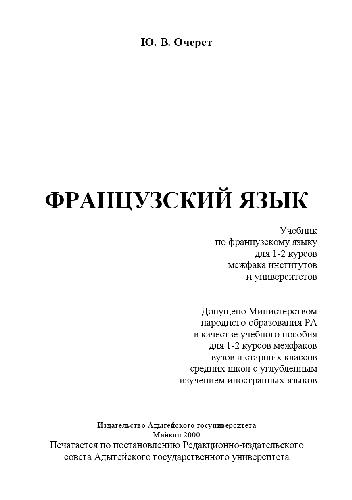 Ю. В. Очерет
ФРАНЦУЗСКИЙ ЯЗЫК
Учебник
по французскому языку
для 1-2 курсов
межфака институтов
и университетов
Допущено Министерством
народного образования РА
в качестве учебного пособия
для 1-2 курсов межфаков
вузов и старших классов
средних школ с углубленным
изучением иностранных языков
Издательство Адыгейского госуниверситета
Майкоп 2000
Печатается по постановлению Редакционно-издательского
совета Адыгейского государственного университета